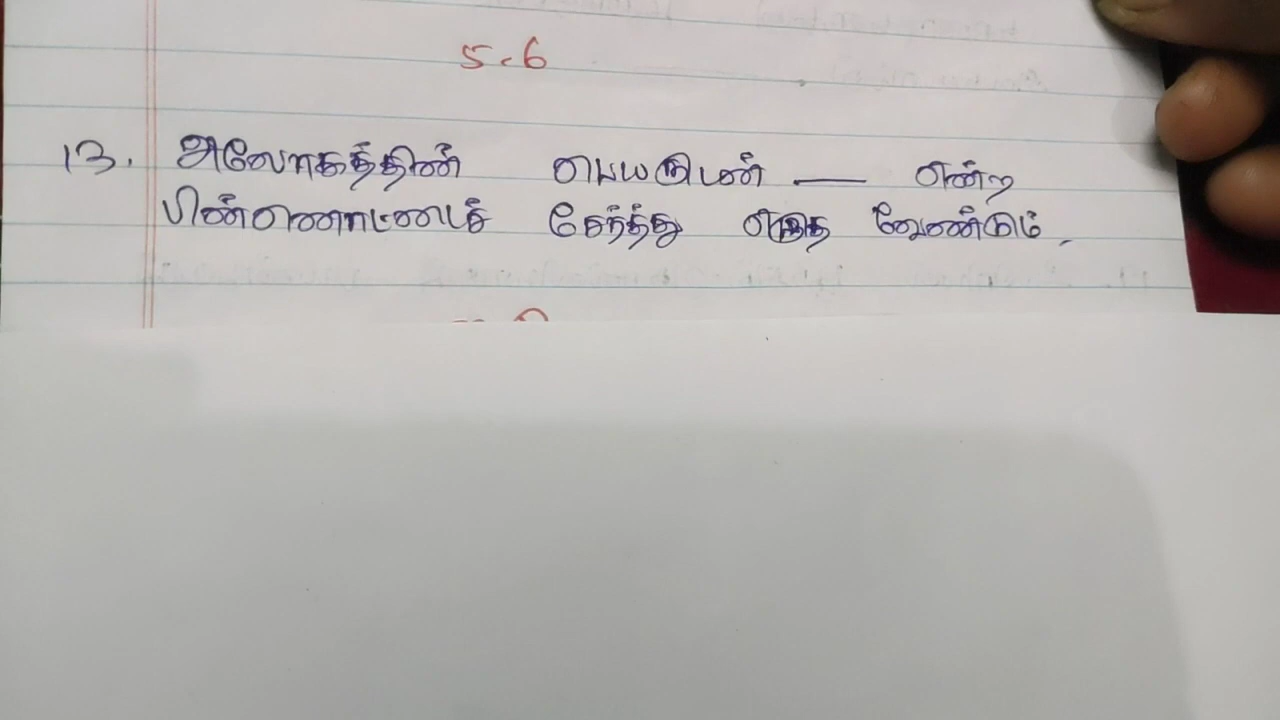 5.6
13. அலோகத்தின் பெயருடன் — என்ற
பின்னொட்டைச் சேர்த்து எழுத வேண்டும்.